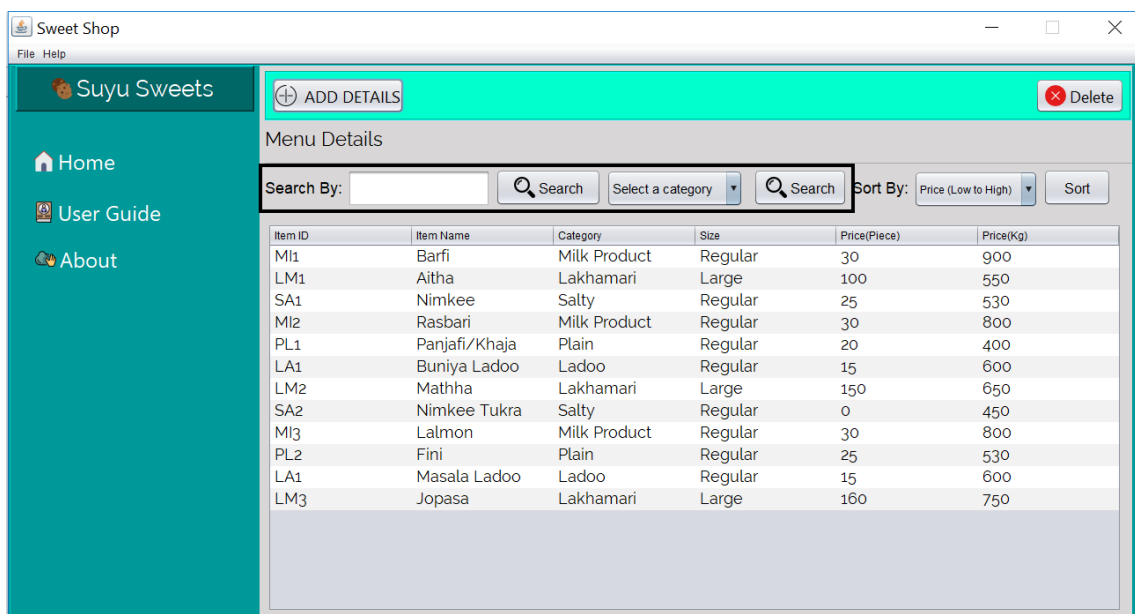 Sweet Shop
File Help
Suyu Sweets
ADD DETAILS
Delete
Menu Details
Home
Search By:
Search
Select a category
Search
Sort By:
Price (Low to High)
Sort
User Guide
About
Item ID Item Name Category Size Price(Piece) Price(Kg)
MI1 Barfi Milk Product Regular 30 900
LM1 Aitha Lakhamari Large 100 550
SA1 Nimkee Salty Regular 25 530
MI2 Rasbari Milk Product Regular 30 800
PL1 Panjafi/Khaja Plain Regular 20 400
LA1 Buniya Ladoo Ladoo Regular 15 600
LM2 Mathha Lakhamari Large 150 650
SA2 Nimkee Tukra Salty Regular 0 450
MI3 Lalmon Milk Product Regular 30 800
PL2 Fini Plain Regular 25 530
LA1 Masala Ladoo Ladoo Regular 15 600
LM3 Jopasa Lakhamari Large 160 750